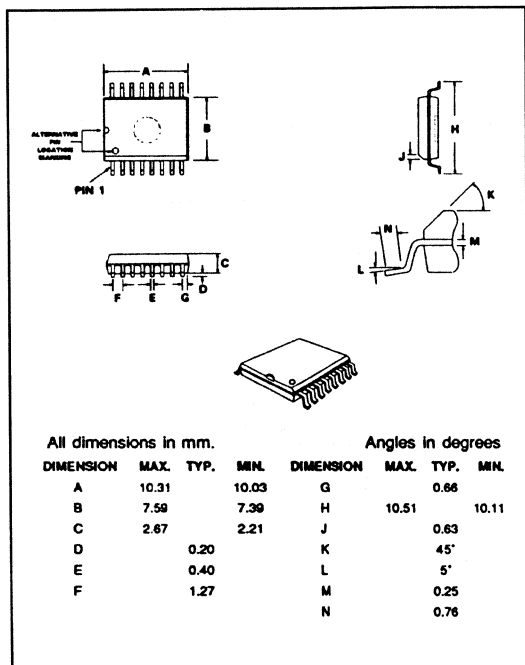 A
B
ALTERNATIVE
PIN
LOCATION
MARKING
PIN 1
H
J
K
N
M
L
C
D
F E G
All dimensions in mm. Angles in degrees
DIMENSION MAX. TYP. MIN. DIMENSION MAX. TYP. MIN.
A 10.31 10.03 G 0.66
B 7.59 7.39 H 10.51 10.11
C 2.67 2.21 J 0.63
D 0.20 K 45°
E 0.40 L 5°
F 1.27 M 0.25
N 0.76